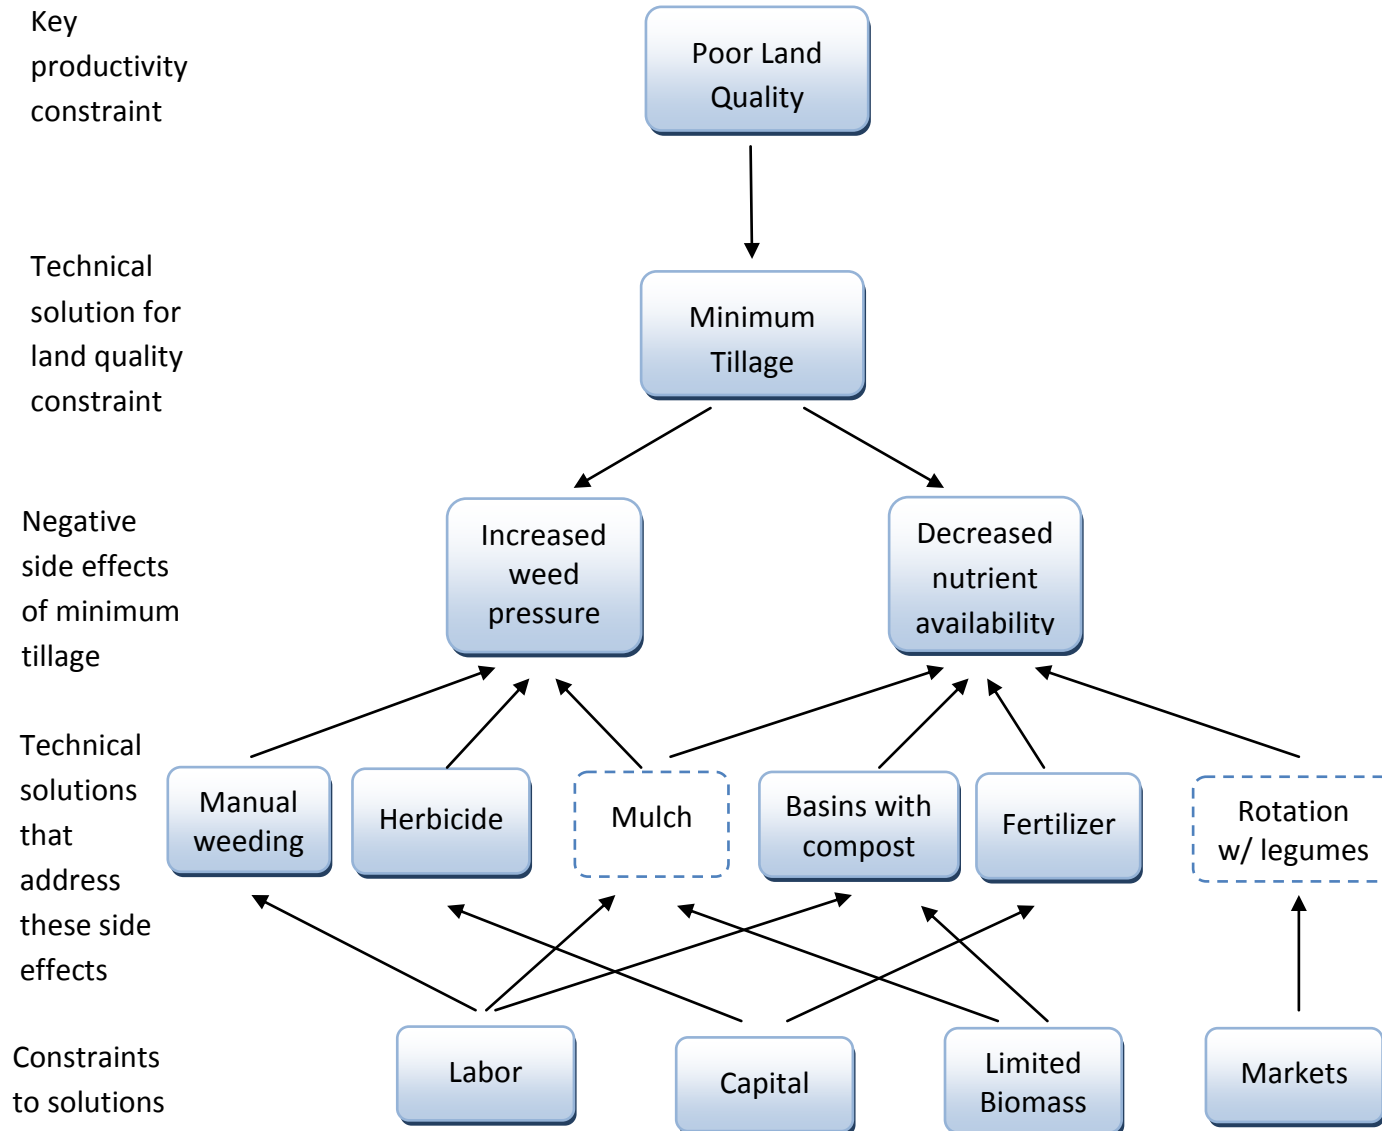 Key
productivity
constraint
Poor Land
Quality
Technical
solution for
land quality
constraint
Minimum
Tillage
Negative
side effects
of minimum
tillage
Increased
weed
pressure
Decreased
nutrient
availability
Technical
solutions
that
address
these side
effects
Manual
weeding
Herbicide
Mulch
Basins with
compost
Fertilizer
Rotation
w/ legumes
Constraints
to solutions
Labor
Capital
Limited
Biomass
Markets